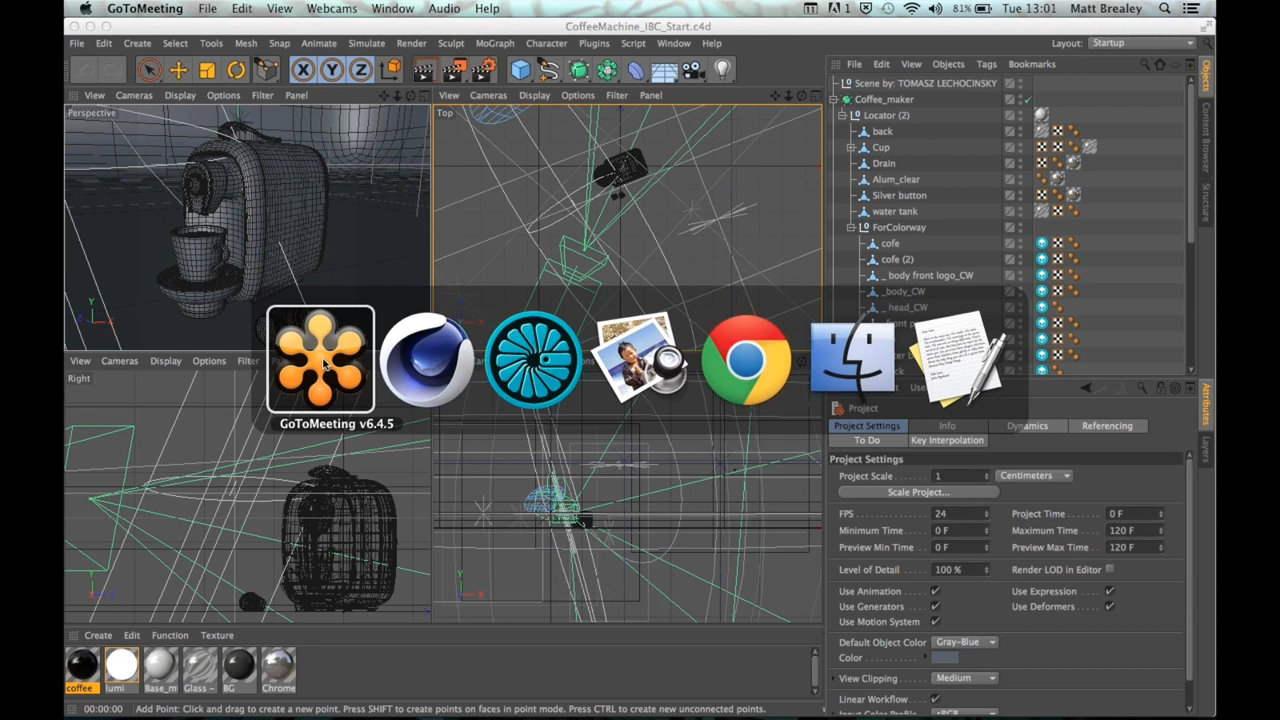 GoToMeeting File Edit View Webcams Window Audio Help 1 81% Tue 13:01 Matt Brealey
CoffeeMachine_IBC_Start.c4d
File Edit Create Select Tools Mesh Snap Animate Simulate Render Sculpt MoGraph Character Plugins Script Window Help Layout: Startup
X Y Z
File Edit View Objects Tags Bookmarks
View Cameras Display Options Filter Panel
View Cameras Display Options Filter Panel
Perspective
Top
Scene by: TOMASZ LECHOCINSKY
Coffee_maker
Locator (2)
back
Cup
Drain
Alum_clear
Silver button
water tank
ForColorway
cofe
cofe (2)
_ body front logo_CW
_body_CW
_ head_CW
Objects
Content Browser
Structure
View Cameras Display Options Filter
Right
GoToMeeting v6.4.5
Project
Project Settings Info Dynamics Referencing
To Do Key Interpolation
Attributes
Layers
Project Settings
Project Scale 1 Centimeters
Scale Project...
FPS 24 Project Time 0 F
Minimum Time 0 F Maximum Time 120 F
Preview Min Time 0 F Preview Max Time 120 F
Level of Detail 100 % Render LOD in Editor
Use Animation Use Expression
Use Generators Use Deformers
Use Motion System
Default Object Color Gray-Blue
Color
View Clipping Medium
Linear Workflow
Create Edit Function Texture
coffee lumi Base_m Glass - BG Chrome
00:00:00 Add Point: Click and drag to create a new point. Press SHIFT to create points on faces in point mode. Press CTRL to create new unconnected points.